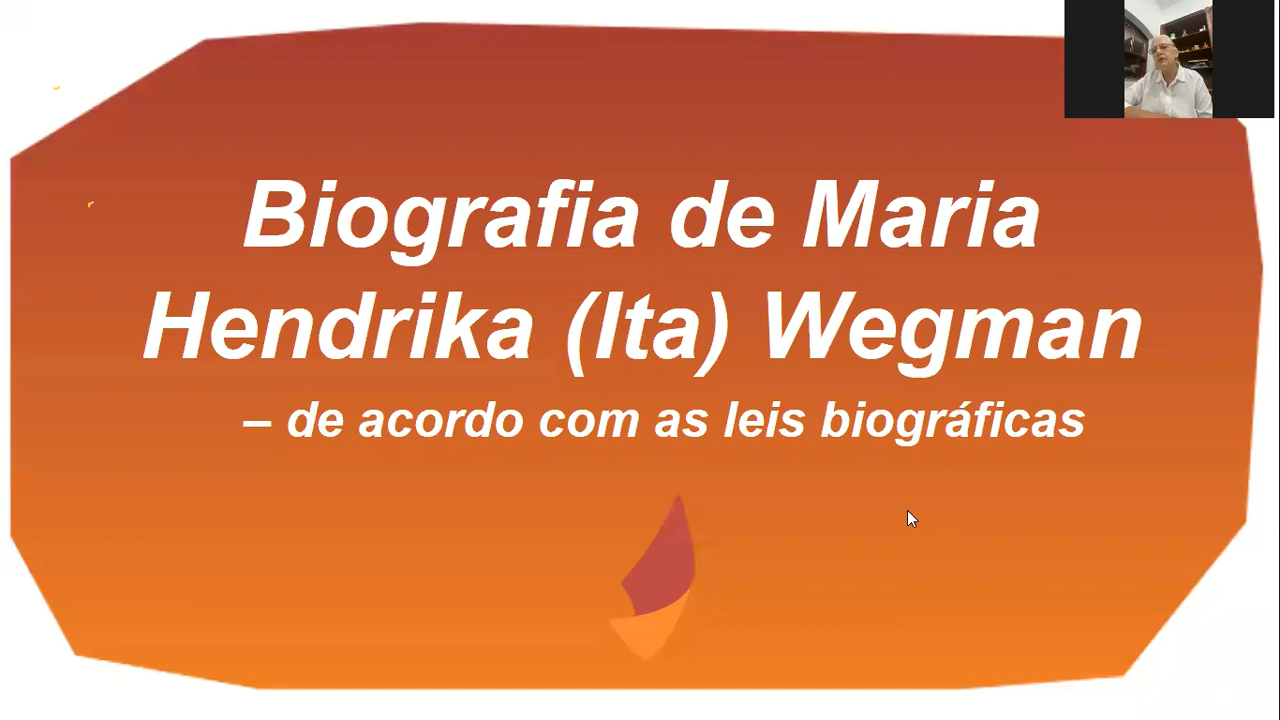 Biografia de Maria
Hendrika (Ita) Wegman
– de acordo com as leis biográficas